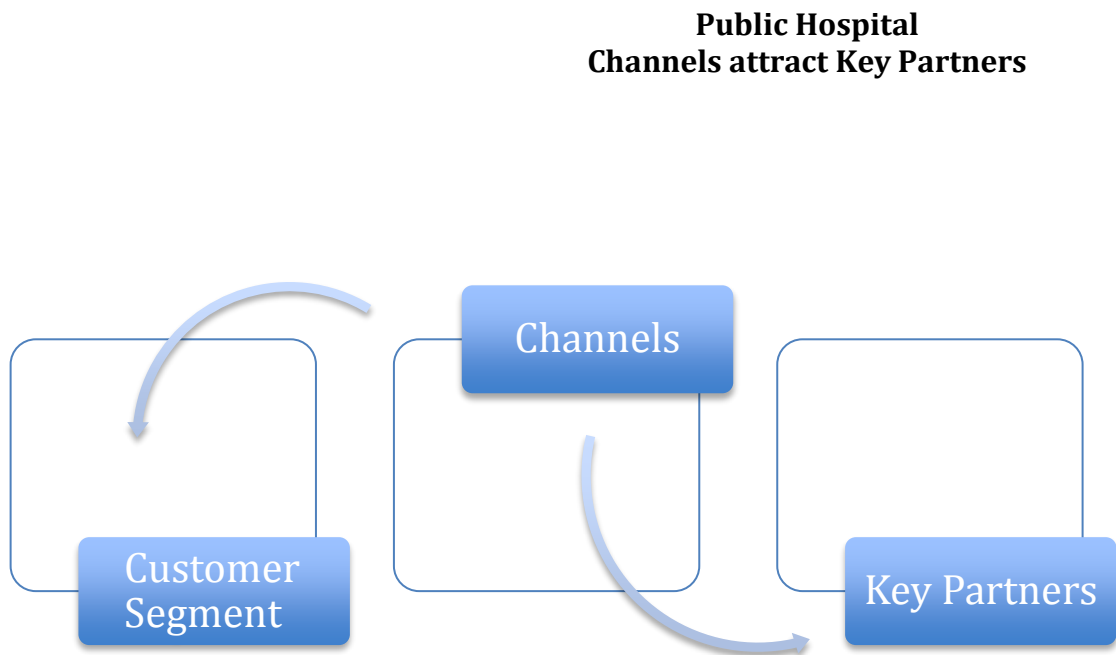 Public Hospital
Channels attract Key Partners
Channels
Customer
Segment
Key Partners